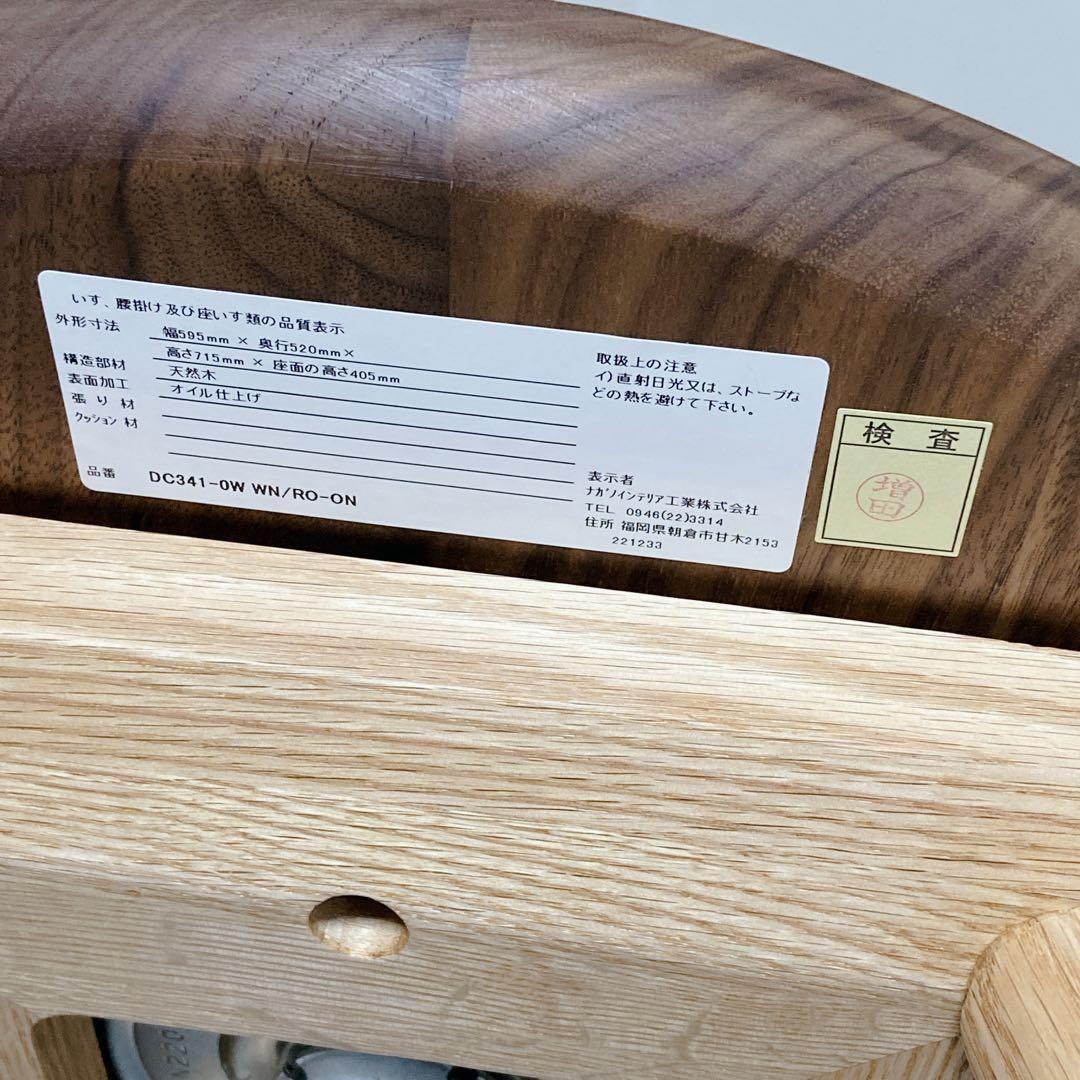 いす、腰掛け及び座いす類の品質表示
外形寸法 幅595mm × 奥行520mm×
高さ715mm × 座面の高さ405mm
構造部材 天然木
表面加工 オイル仕上げ
張り材
クッション材
品番 DC341-0W WN/RO-ON
取扱上の注意
イ)直射日光又は、ストーブな
どの熱を避けて下さい。
表示者
ナガノインテリア工業株式会社
TEL 0946(22)3314
住所 福岡県朝倉市甘木2153
221233
検査
増田
220